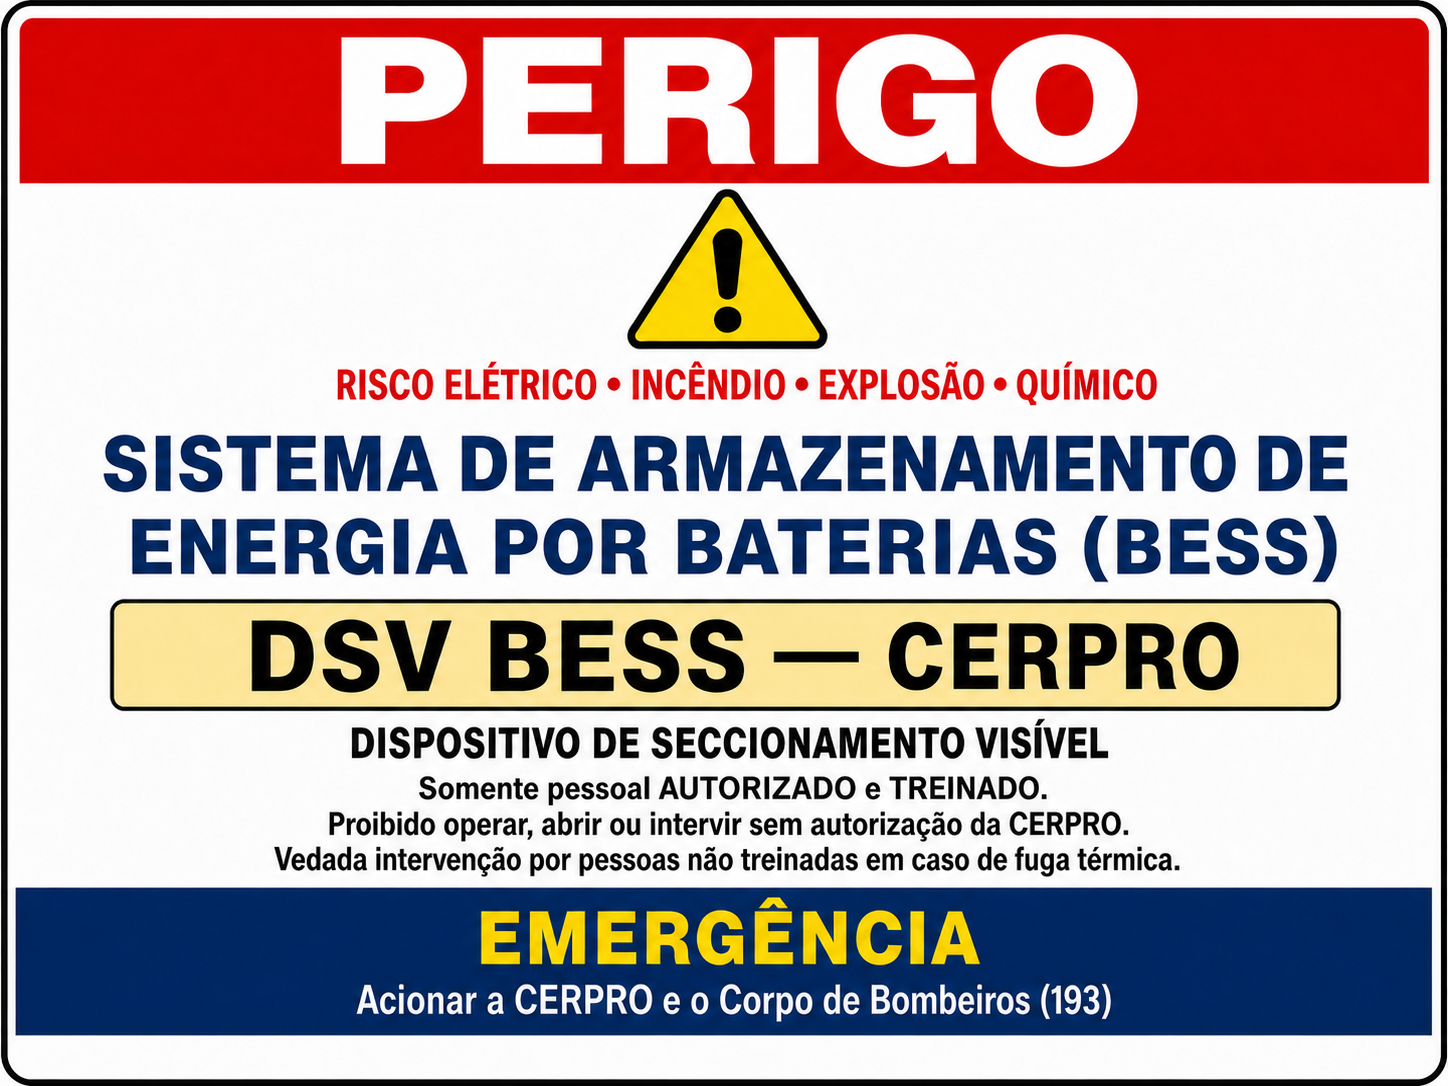 PERIGO
RISCO ELÉTRICO • INCÊNDIO • EXPLOSÃO • QUÍMICO
SISTEMA DE ARMAZENAMENTO DE
ENERGIA POR BATERIAS (BESS)
DSV BESS — CERPRO
DISPOSITIVO DE SECCIONAMENTO VISÍVEL
Somente pessoal AUTORIZADO e TREINADO.
Proibido operar, abrir ou intervir sem autorização da CERPRO.
Vedada intervenção por pessoas não treinadas em caso de fuga térmica.
EMERGÊNCIA
Acionar a CERPRO e o Corpo de Bombeiros (193)